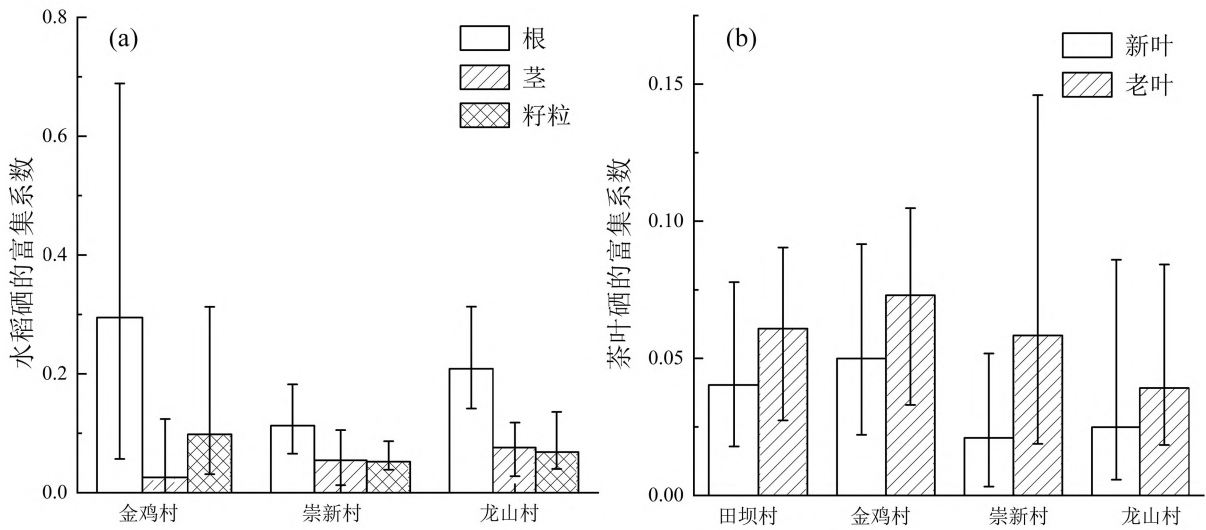 (a)
根
茎
籽粒
水稻硒的富集系数
0.8
0.6
0.4
0.2
0.0
金鸡村 崇新村 龙山村
(b)
新叶
老叶
茶叶硒的富集系数
0.15
0.10
0.05
0.00
田坝村 金鸡村 崇新村 龙山村